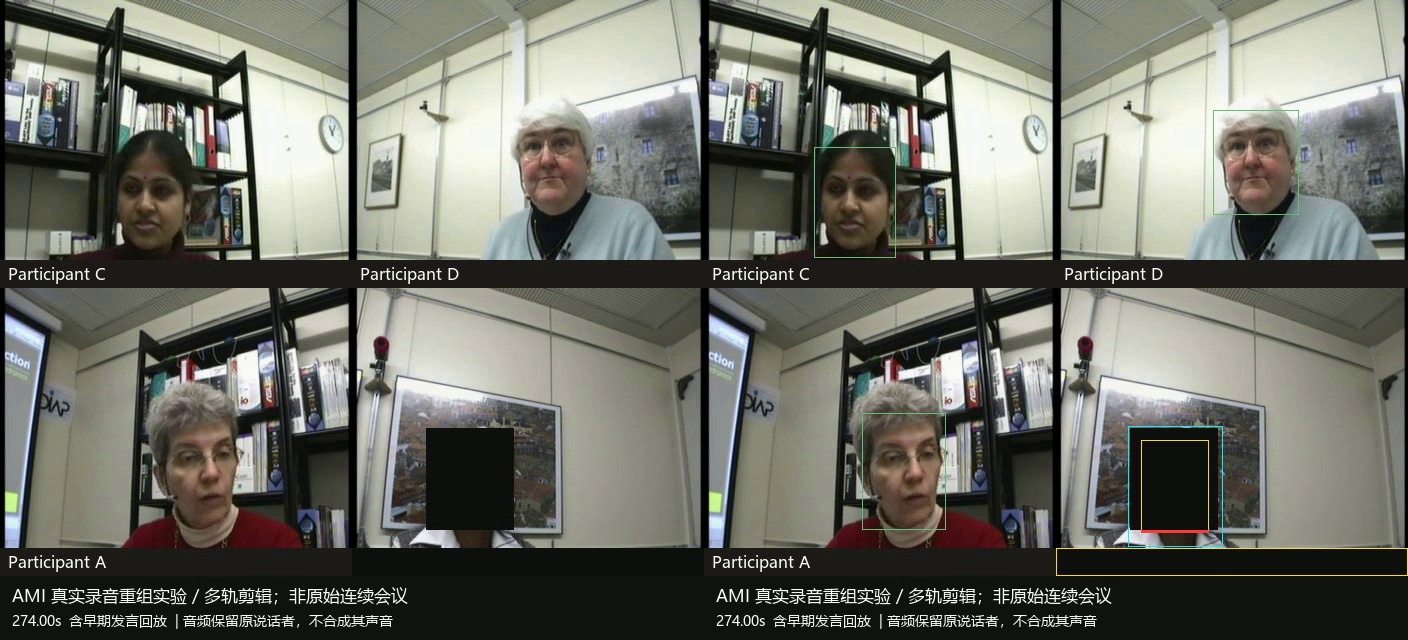 Participant C
Participant D
Participant C
Participant D
ction
DIAP
ction
DIAP
Participant A
Participant A
AMI 真实录音重组实验 / 多轨剪辑；非原始连续会议
AMI 真实录音重组实验 / 多轨剪辑；非原始连续会议
274.00s 含早期发言回放 | 音频保留原说话者，不合成其声音
274.00s 含早期发言回放 | 音频保留原说话者，不合成其声音